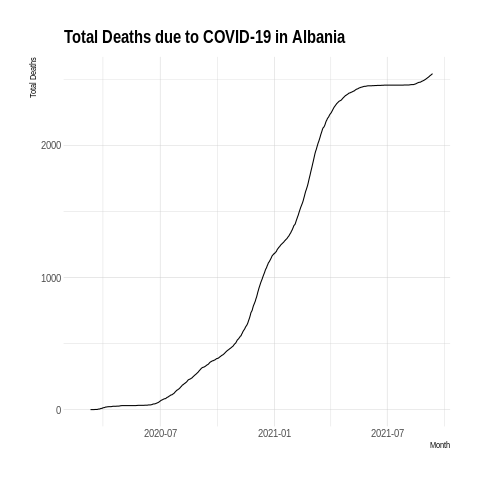 Total Deaths due to COVID-19 in Albania
Total Deaths
2000
1000
0
2020-07 2021-01 2021-07
Month